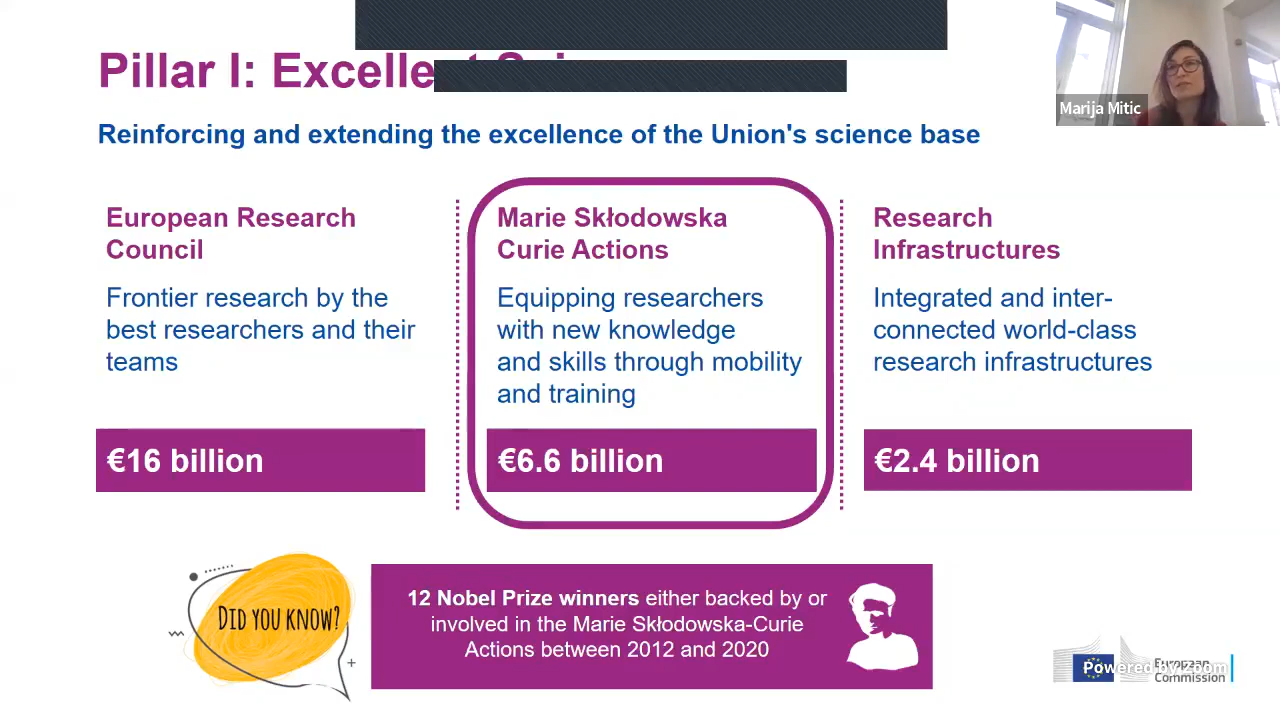 Pillar I: Excelle
Marija Mitic
Reinforcing and extending the excellence of the Union's science base
European Research
Council
Frontier research by the
best researchers and their
teams
€16 billion
Marie Skłodowska
Curie Actions
Equipping researchers
with new knowledge
and skills through mobility
and training
€6.6 billion
Research
Infrastructures
Integrated and inter-
connected world-class
research infrastructures
€2.4 billion
DID YOU KNOW?
12 Nobel Prize winners either backed by or
involved in the Marie Skłodowska-Curie
Actions between 2012 and 2020
European
Commission
Powered by Zoom